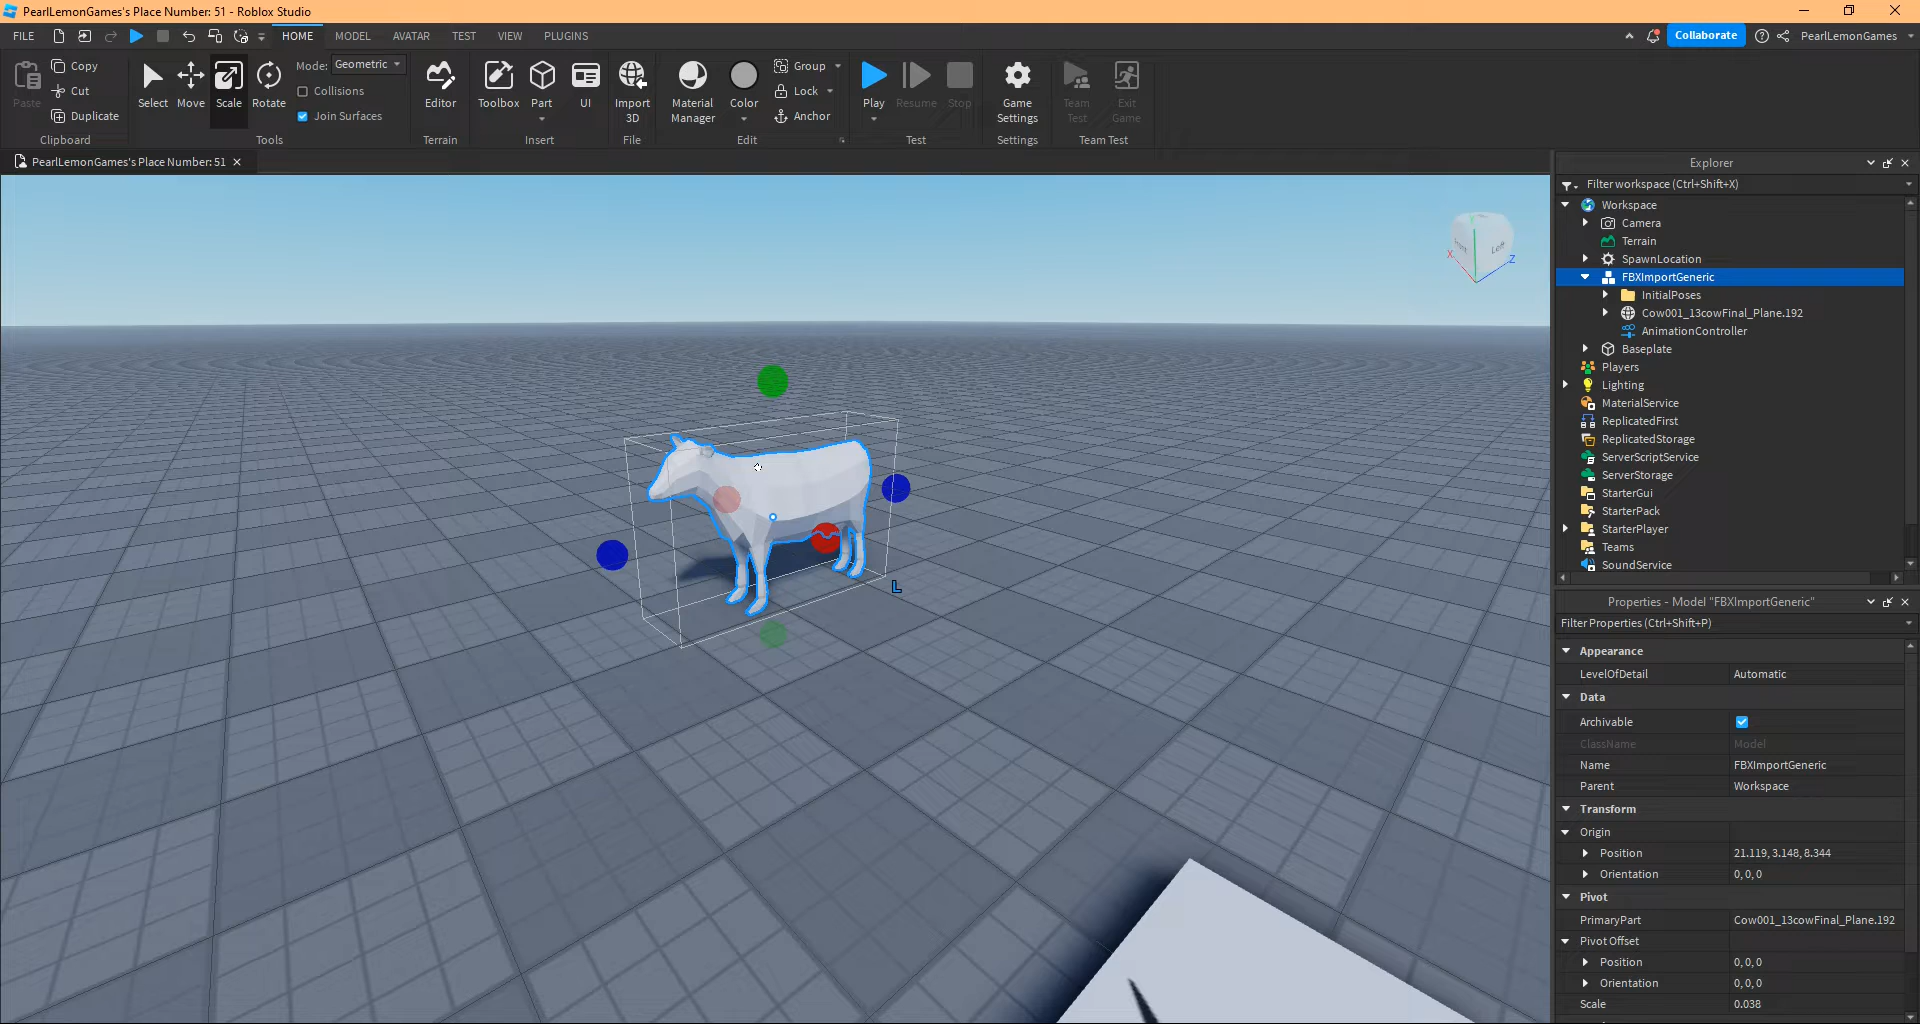 PearlLemonGames's Place Number: 51 - Roblox Studio
FILE HOME MODEL AVATAR TEST VIEW PLUGINS Collaborate PearlLemonGames
Paste
Copy
Cut
Duplicate
Clipboard
Select Move Scale Rotate
Mode: Geometric
Collisions
Join Surfaces
Tools
Editor
Terrain
Toolbox Part UI
Insert
Import
3D
File
Material
Manager
Color
Group
Lock
Anchor
Edit
Play Resume Stop
Test
Game
Settings
Settings
Team
Test
Exit
Game
Team Test
PearlLemonGames's Place Number: 51
Left
X
Z
L
Explorer
Filter workspace (Ctrl+Shift+X)
Workspace
Camera
Terrain
SpawnLocation
FBXImportGeneric
InitialPoses
Cow001_13cowFinal_Plane.192
AnimationController
Baseplate
Players
Lighting
MaterialService
ReplicatedFirst
ReplicatedStorage
ServerScriptService
ServerStorage
StarterGui
StarterPack
StarterPlayer
Teams
SoundService
Properties - Model "FBXImportGeneric"
Filter Properties (Ctrl+Shift+P)
Appearance
LevelOfDetail Automatic
Data
Archivable
ClassName Model
Name FBXImportGeneric
Parent Workspace
Transform
Origin
Position 21.119, 3.148, 8.344
Orientation 0, 0, 0
Pivot
PrimaryPart Cow001_13cowFinal_Plane.192
Pivot Offset
Position 0, 0, 0
Orientation 0, 0, 0
Scale 0.038